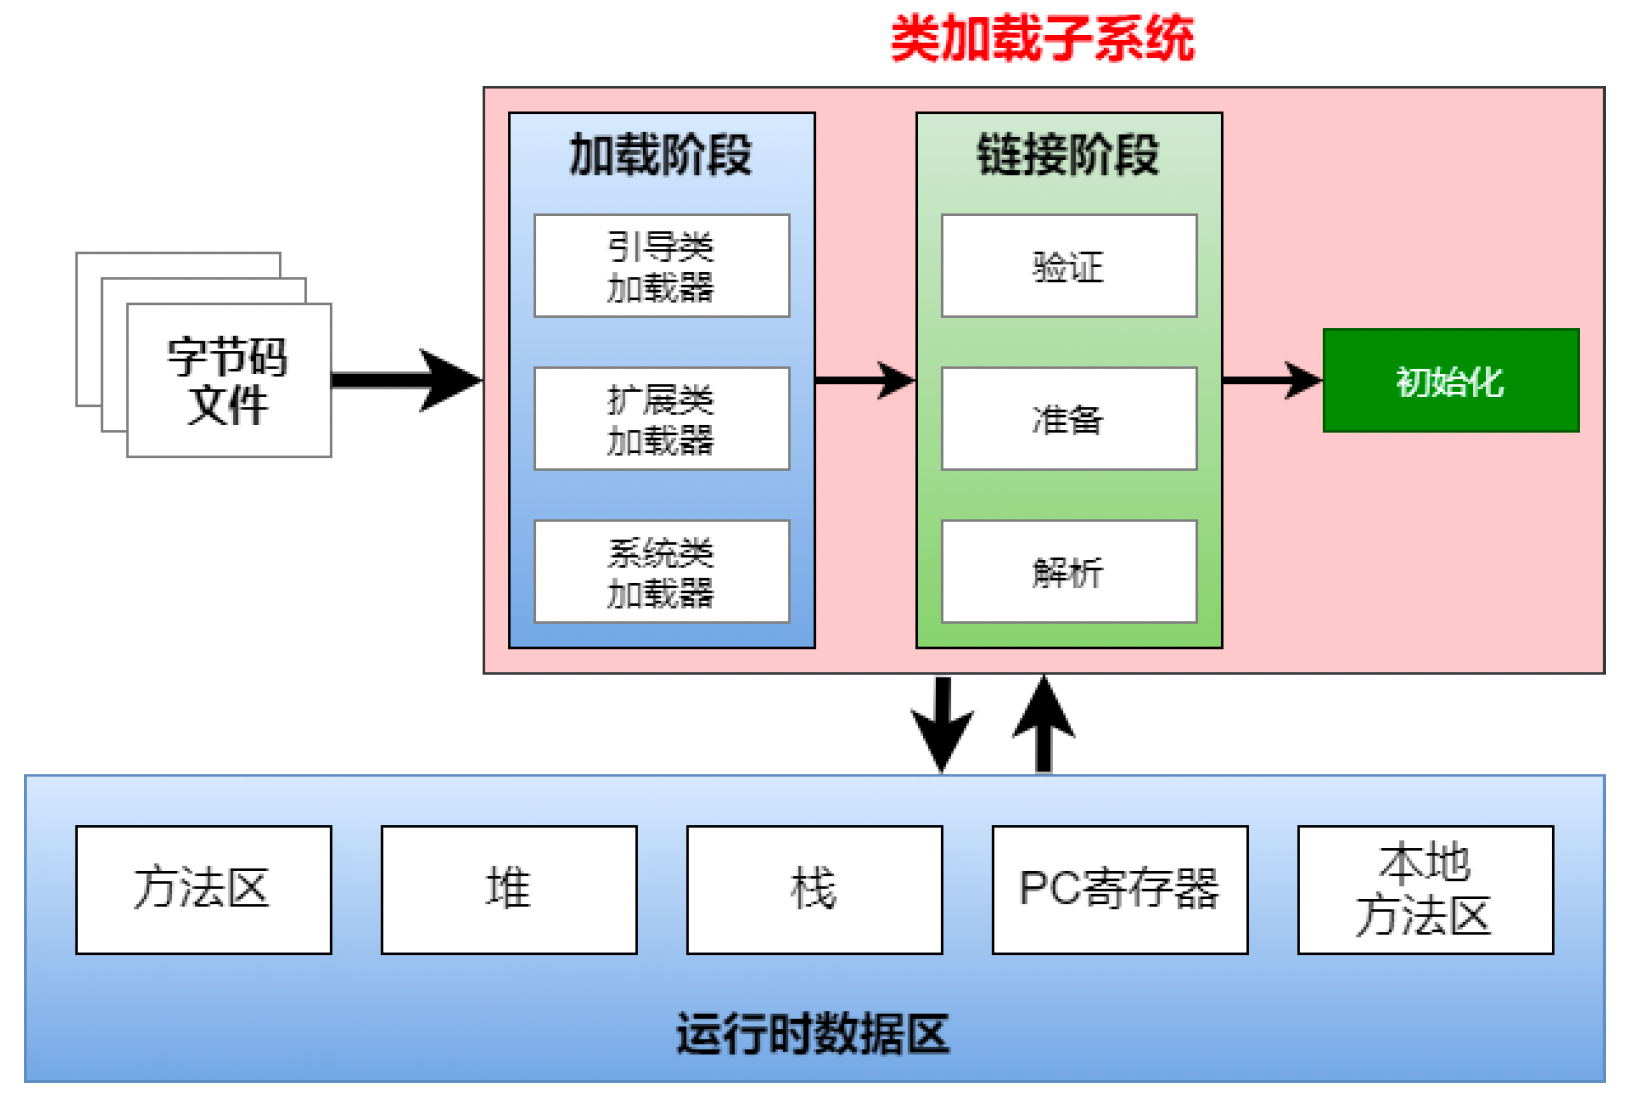 类加载子系统
加载阶段
引导类
加载器
扩展类
加载器
系统类
加载器
链接阶段
验证
准备
解析
初始化
字节码
文件
方法区
堆
栈
PC寄存器
本地
方法区
运行时数据区